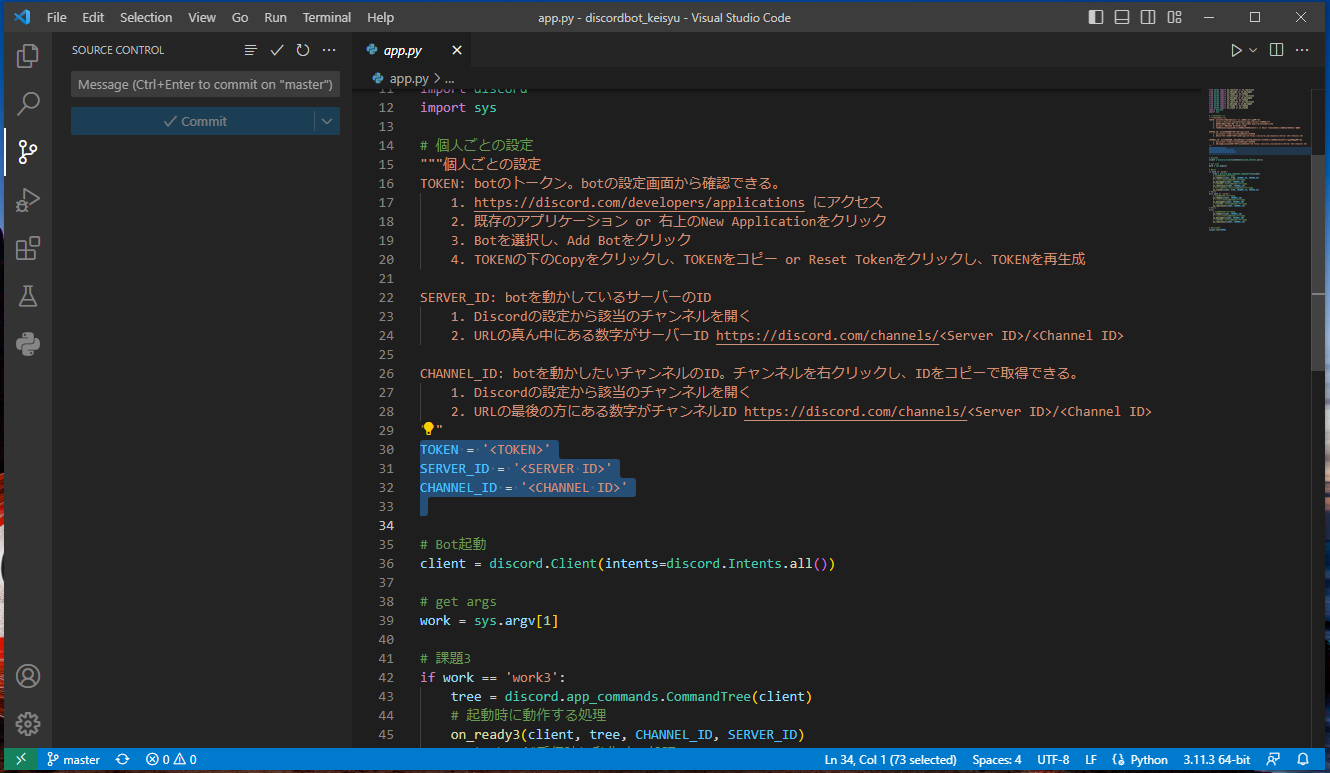 File Edit Selection View Go Run Terminal Help
app.py - discordbot_keisyu - Visual Studio Code
SOURCE CONTROL
Message (Ctrl+Enter to commit on "master")
Commit
app.py
app.py > ...
11 import discord
12 import sys
13
14 # 個人ごとの設定
15 """個人ごとの設定
16 TOKEN: botのトークン。botの設定画面から確認できる。
17 1. https://discord.com/developers/applications にアクセス
18 2. 既存のアプリケーション or 右上のNew Applicationをクリック
19 3. Botを選択し、Add Botをクリック
20 4. TOKENの下のCopyをクリックし、TOKENをコピー or Reset Tokenをクリックし、TOKENを再生成
21
22 SERVER_ID: botを動かしているサーバーのID
23 1. Discordの設定から該当のチャンネルを開く
24 2. URLの真ん中にある数字がサーバーID https://discord.com/channels/<Server ID>/<Channel ID>
25
26 CHANNEL_ID: botを動かしたいチャンネルのID。チャンネルを右クリックし、IDをコピーで取得できる。
27 1. Discordの設定から該当のチャンネルを開く
28 2. URLの最後の方にある数字がチャンネルID https://discord.com/channels/<Server ID>/<Channel ID>
29 """
30 TOKEN = '<TOKEN>'
31 SERVER_ID = '<SERVER ID>'
32 CHANNEL_ID = '<CHANNEL ID>'
33
34
35 # Bot起動
36 client = discord.Client(intents=discord.Intents.all())
37
38 # get args
39 work = sys.argv[1]
40
41 # 課題3
42 if work == 'work3':
43 tree = discord.app_commands.CommandTree(client)
44 # 起動時に動作する処理
45 on_ready3(client, tree, CHANNEL_ID, SERVER_ID)
master 0 0 Ln 34, Col 1 (73 selected) Spaces: 4 UTF-8 LF Python 3.11.3 64-bit